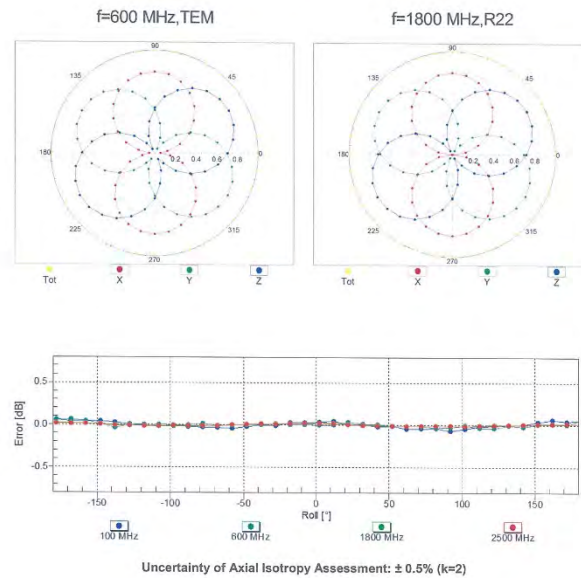 f=600 MHz,TEM
f=1800 MHz,R22
90
135
45
180
0.2 0.4 0.6 0.8
0
225
315
270
Tot
X
Y
Z
90
135
45
180
0.2 0.4 0.6 0.8
0
225
315
270
Tot
X
Y
Z
Error [dB]
0.5
0.0
-0.5
-150
-100
-50
0
50
100
150
Roll [°]
100 MHz
600 MHz
1800 MHz
2500 MHz
Uncertainty of Axial Isotropy Assessment: ± 0.5% (k=2)